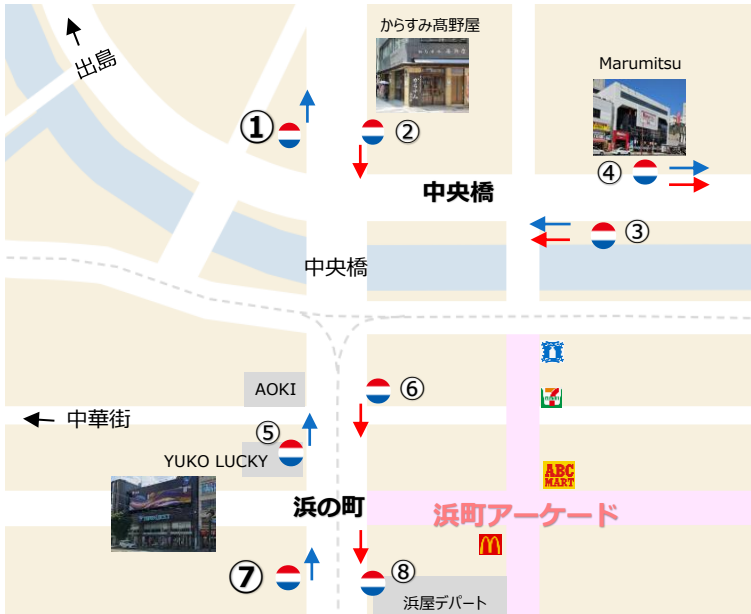 からすみ髙野屋
Marumitsu
出島
①
②
④
中央橋
③
中央橋
AOKI
⑥
中華街
⑤
YUKO LUCKY
浜の町
ABC
MART
浜町アーケード
⑦
⑧
浜屋デパート